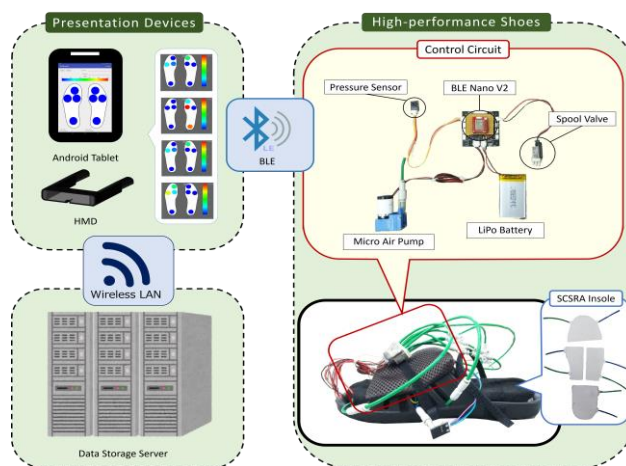 Presentation Devices
Android Tablet
HMD
BLE
Wireless LAN
Data Storage Server
High-performance Shoes
Control Circuit
Pressure Sensor
BLE Nano V2
Spool Valve
Micro Air Pump
LiPo Battery
SCSRA Insole